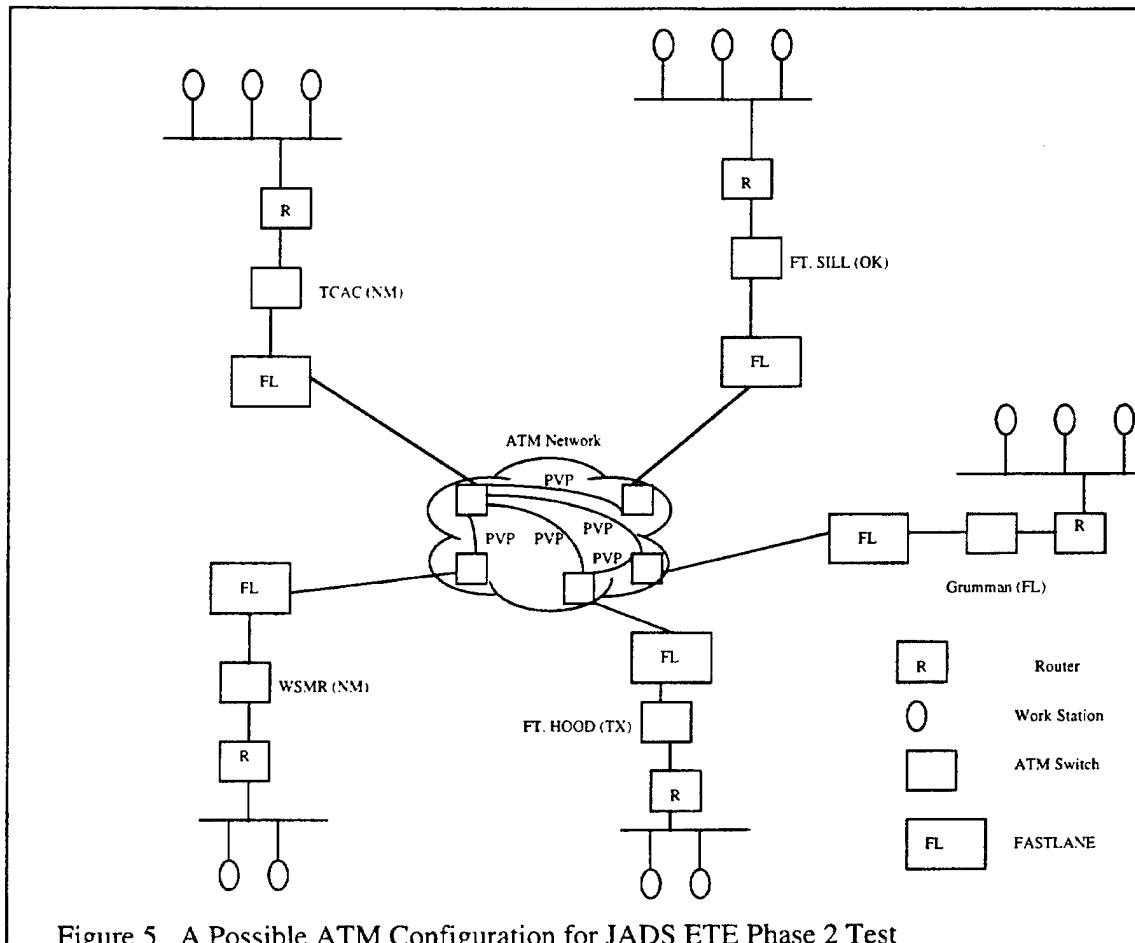 R
R
FT. SILL (OK)
TCAC (NM)
FL
FL
ATM Network
PVP
PVP
PVP
PVP
PVP
FL
R
Grumman (FL)
FL
WSMR (NM)
R
FL
FT. HOOD (TX)
R
R Router
Work Station
ATM Switch
FL FASTLANE
Figure 5. A Possible ATM Configuration for JADS ETE Phase 2 Test